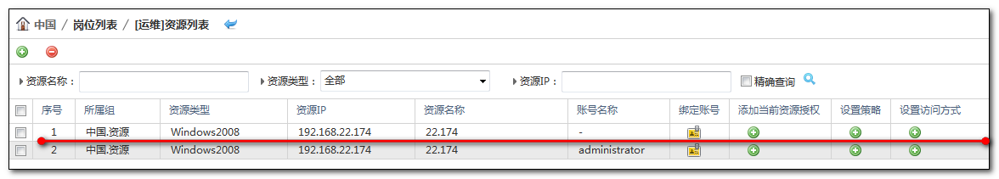 中国 / 岗位列表 / [运维]资源列表
资源名称： 资源类型： 全部 资源IP： 精确查询
序号 所属组 资源类型 资源IP 资源名称 账号名称 绑定账号 添加当前资源授权 设置策略 设置访问方式
1 中国.资源 Windows2008 192.168.22.174 22.174 -
2 中国.资源 Windows2008 192.168.22.174 22.174 administrator